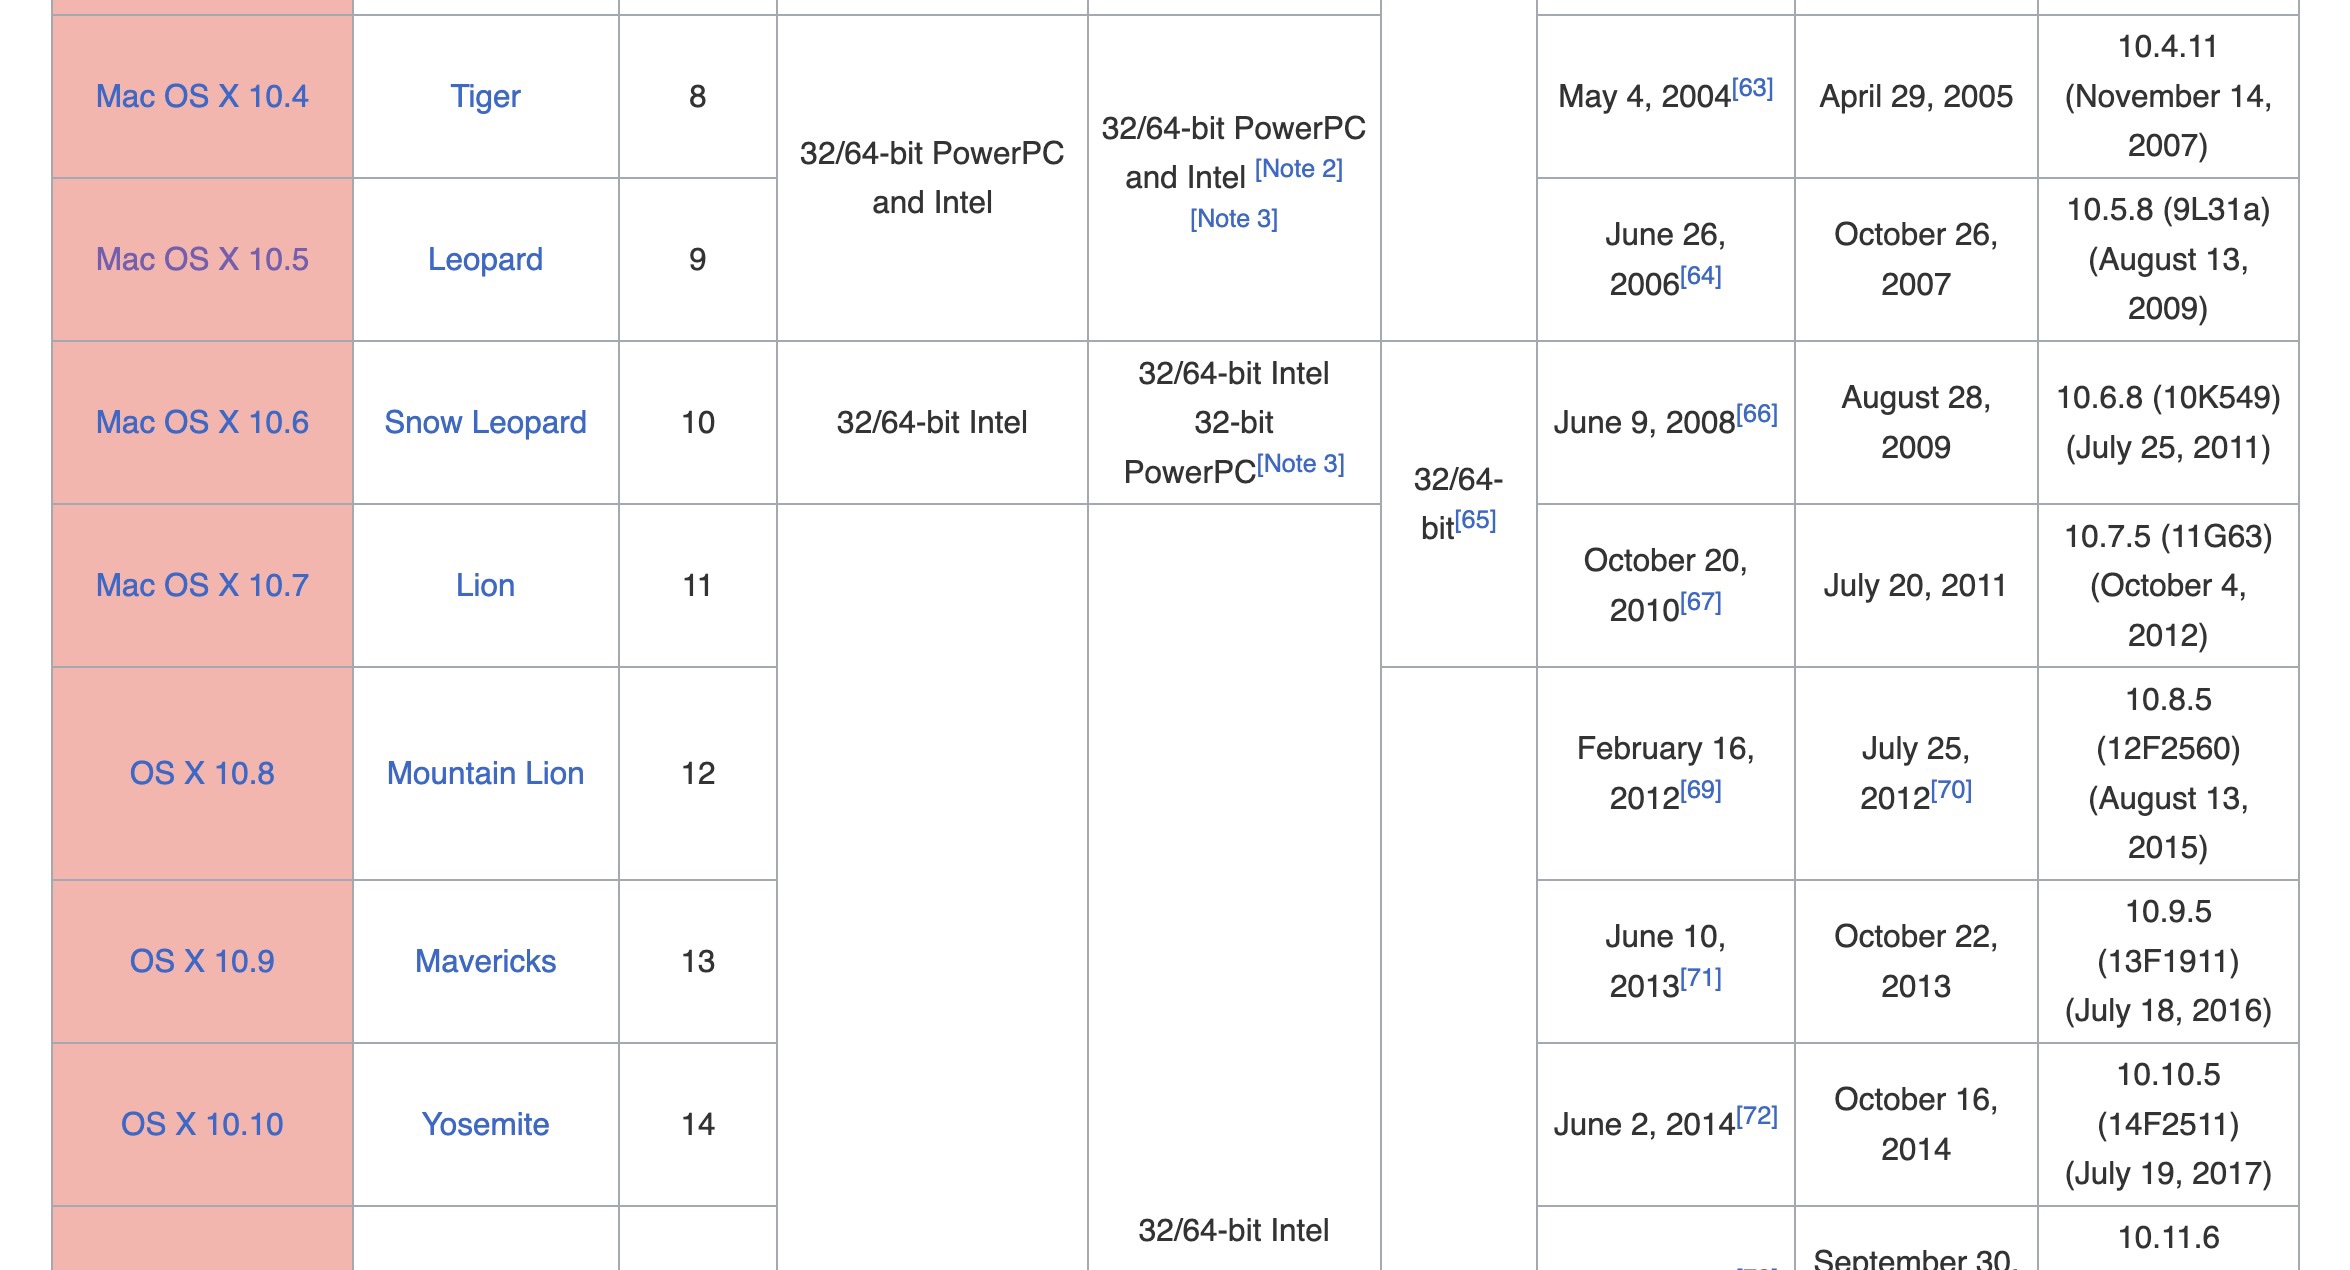 Mac OS X 10.4
Tiger
8
32/64-bit PowerPC
and Intel
32/64-bit PowerPC
and Intel [Note 2]
[Note 3]
May 4, 2004[63]
April 29, 2005
10.4.11
(November 14,
2007)
Mac OS X 10.5
Leopard
9
June 26,
2006[64]
October 26,
2007
10.5.8 (9L31a)
(August 13,
2009)
Mac OS X 10.6
Snow Leopard
10
32/64-bit Intel
32/64-bit Intel
32-bit
PowerPC[Note 3]
32/64-
bit[65]
June 9, 2008[66]
August 28,
2009
10.6.8 (10K549)
(July 25, 2011)
Mac OS X 10.7
Lion
11
October 20,
2010[67]
July 20, 2011
10.7.5 (11G63)
(October 4,
2012)
OS X 10.8
Mountain Lion
12
February 16,
2012[69]
July 25,
2012[70]
10.8.5
(12F2560)
(August 13,
2015)
OS X 10.9
Mavericks
13
June 10,
2013[71]
October 22,
2013
10.9.5
(13F1911)
(July 18, 2016)
OS X 10.10
Yosemite
14
June 2, 2014[72]
October 16,
2014
10.10.5
(14F2511)
(July 19, 2017)
32/64-bit Intel
September 30,
10.11.6